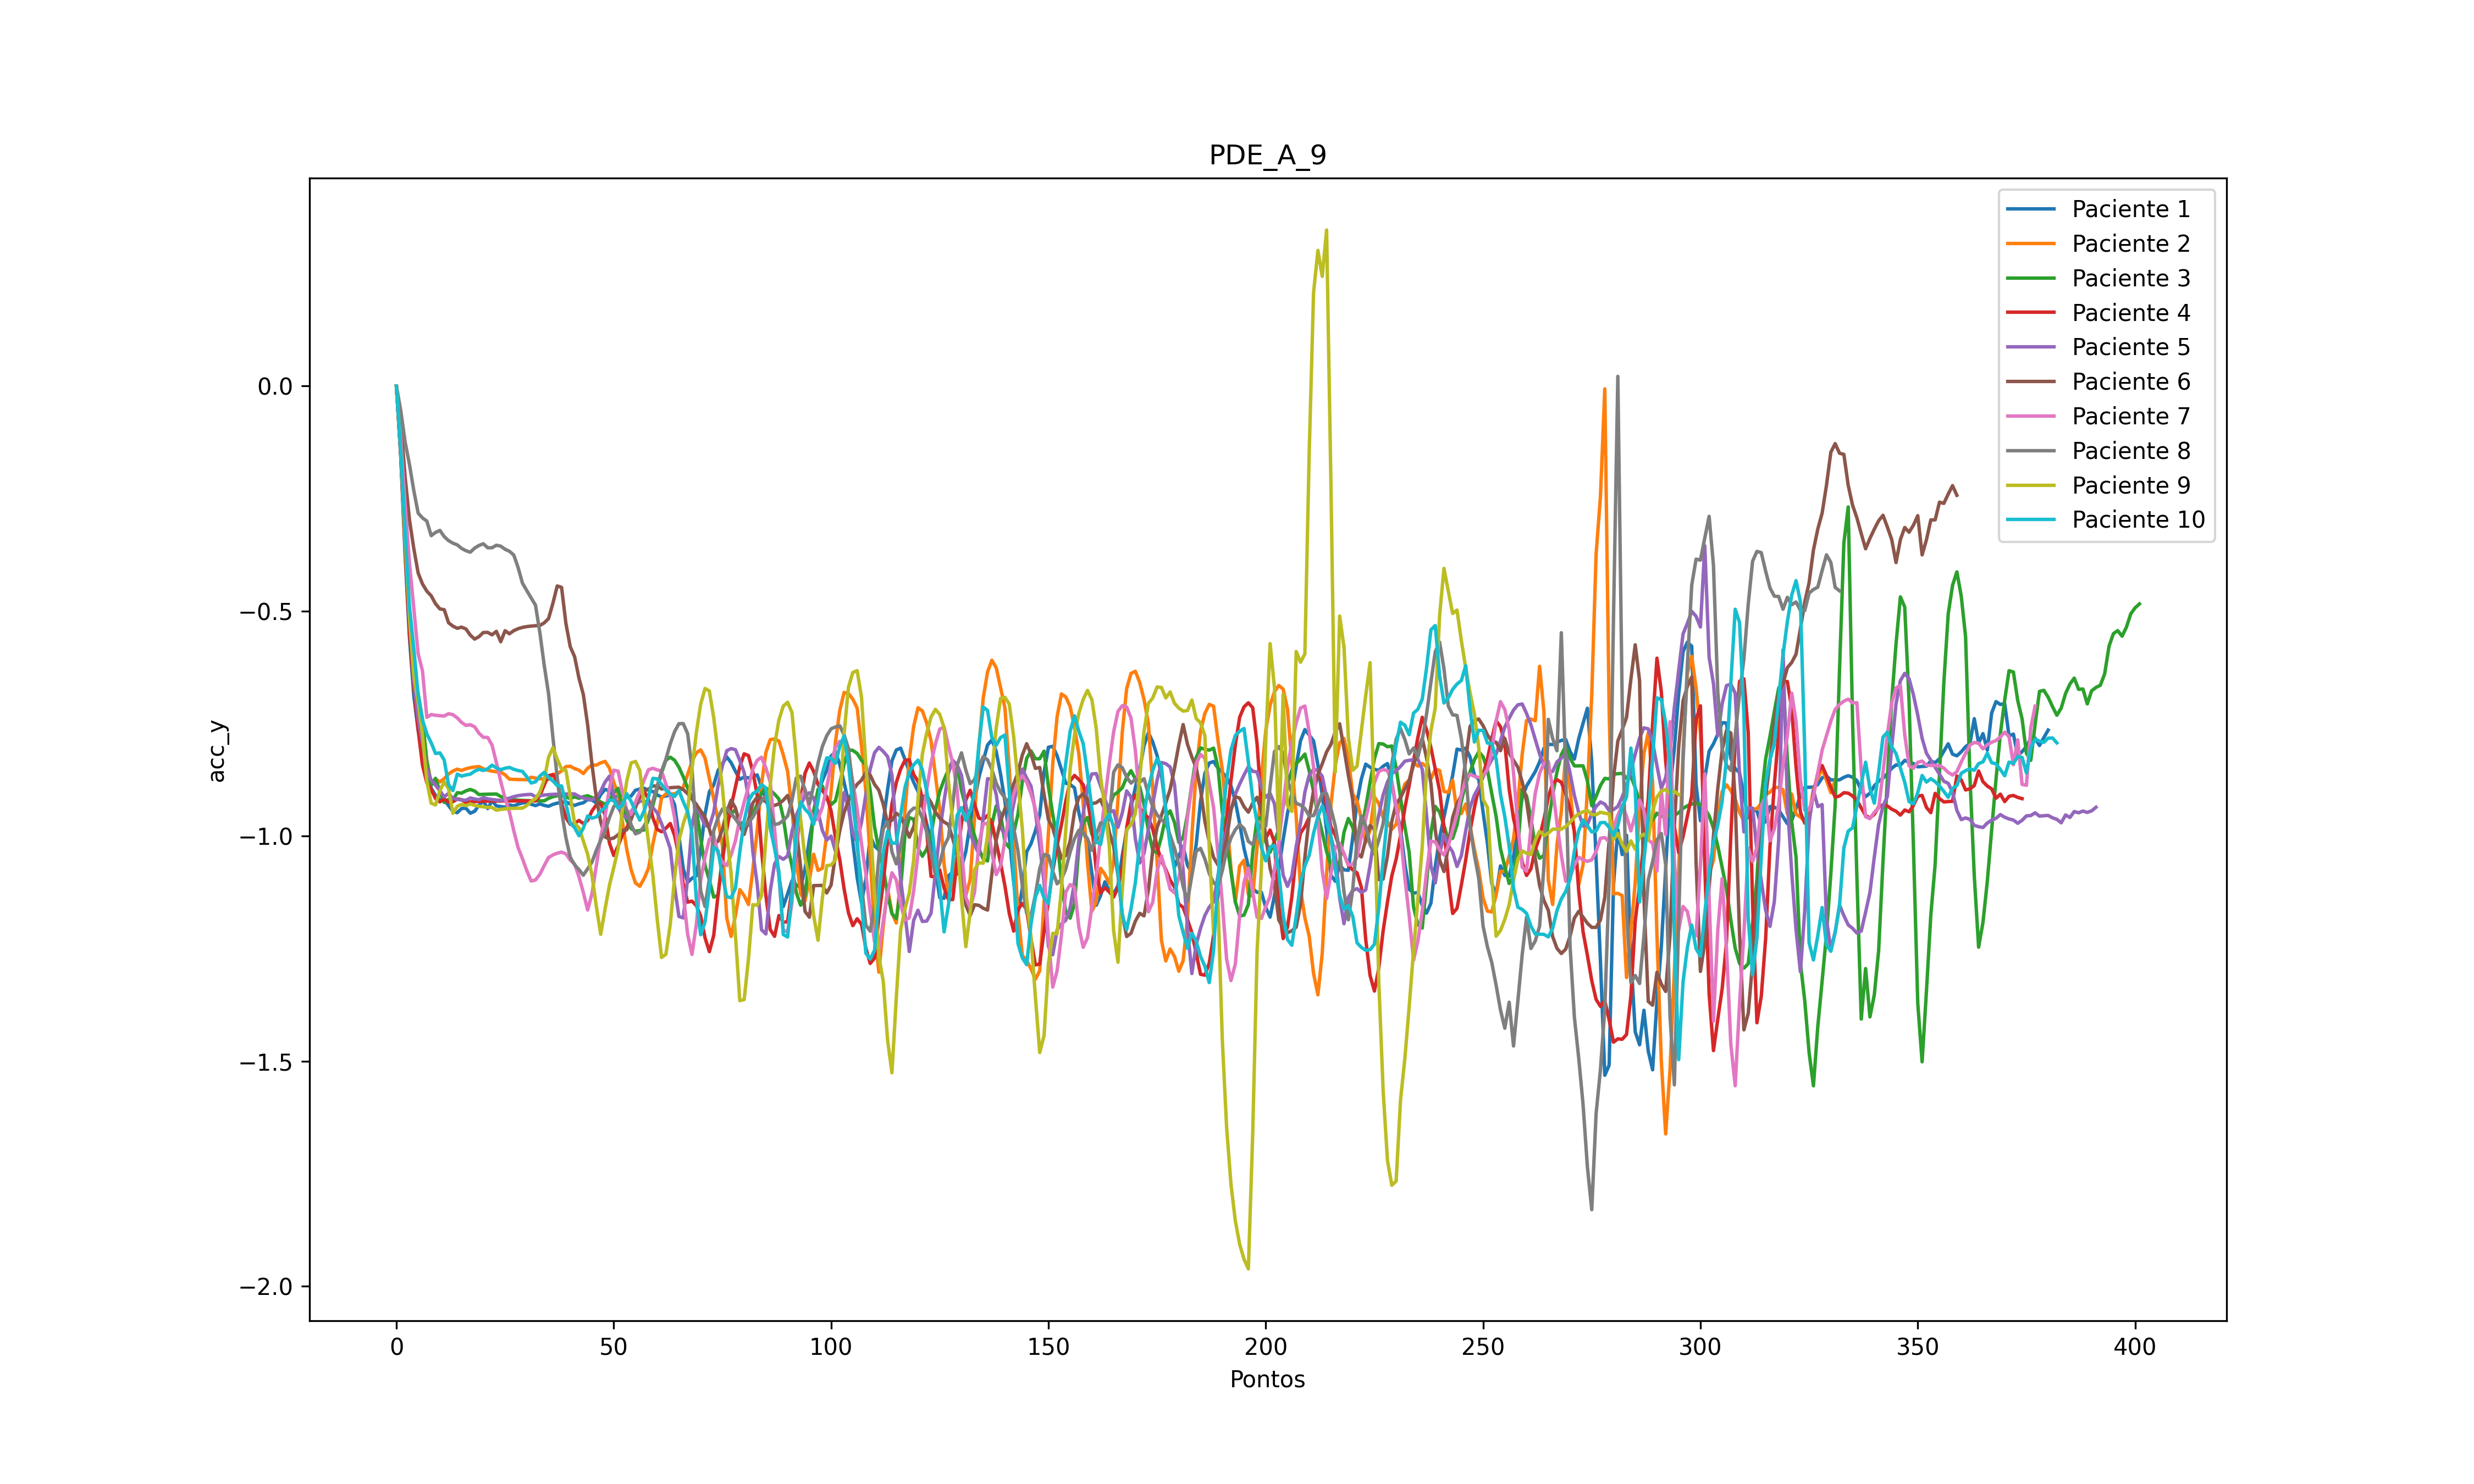 PDE_A_9
Paciente 1
Paciente 2
Paciente 3
Paciente 4
Paciente 5
Paciente 6
Paciente 7
Paciente 8
Paciente 9
Paciente 10
acc_y
0.0
−0.5
−1.0
−1.5
−2.0
0 50 100 150 200 250 300 350 400
Pontos